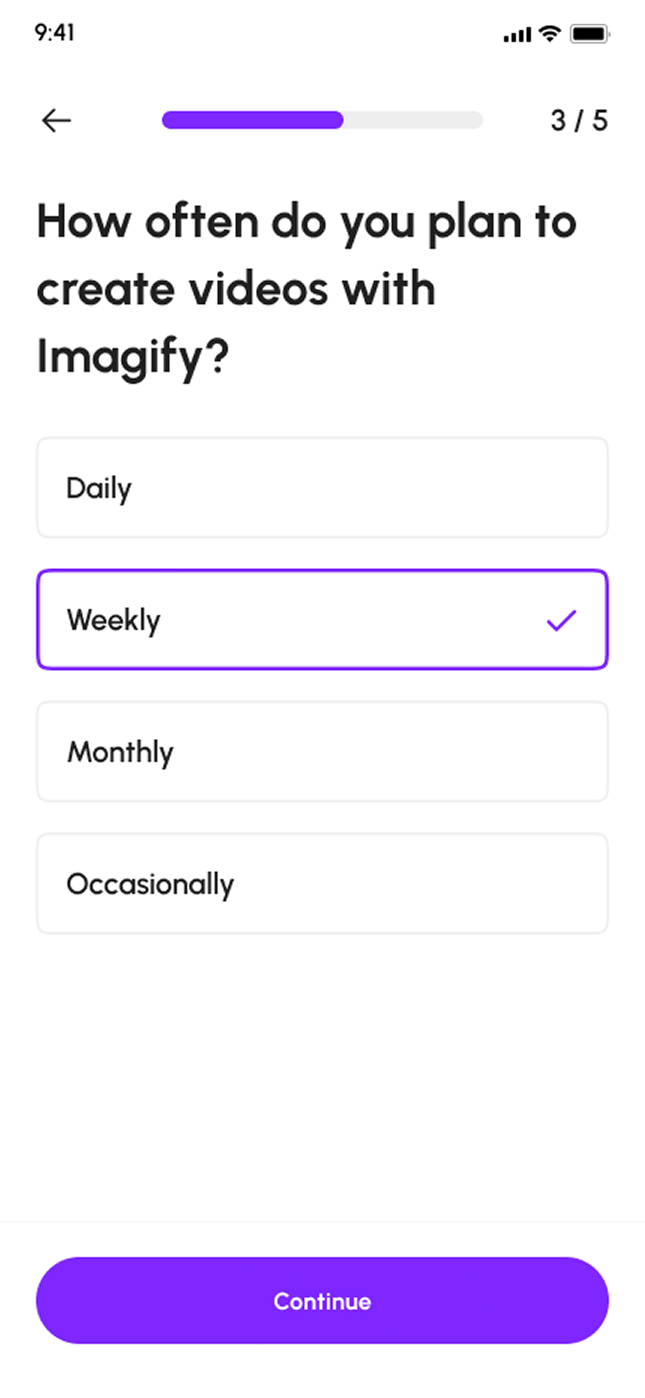 9:41
3 / 5
How often do you plan to
create videos with
Imagify?
Daily
Weekly
Monthly
Occasionally
Continue